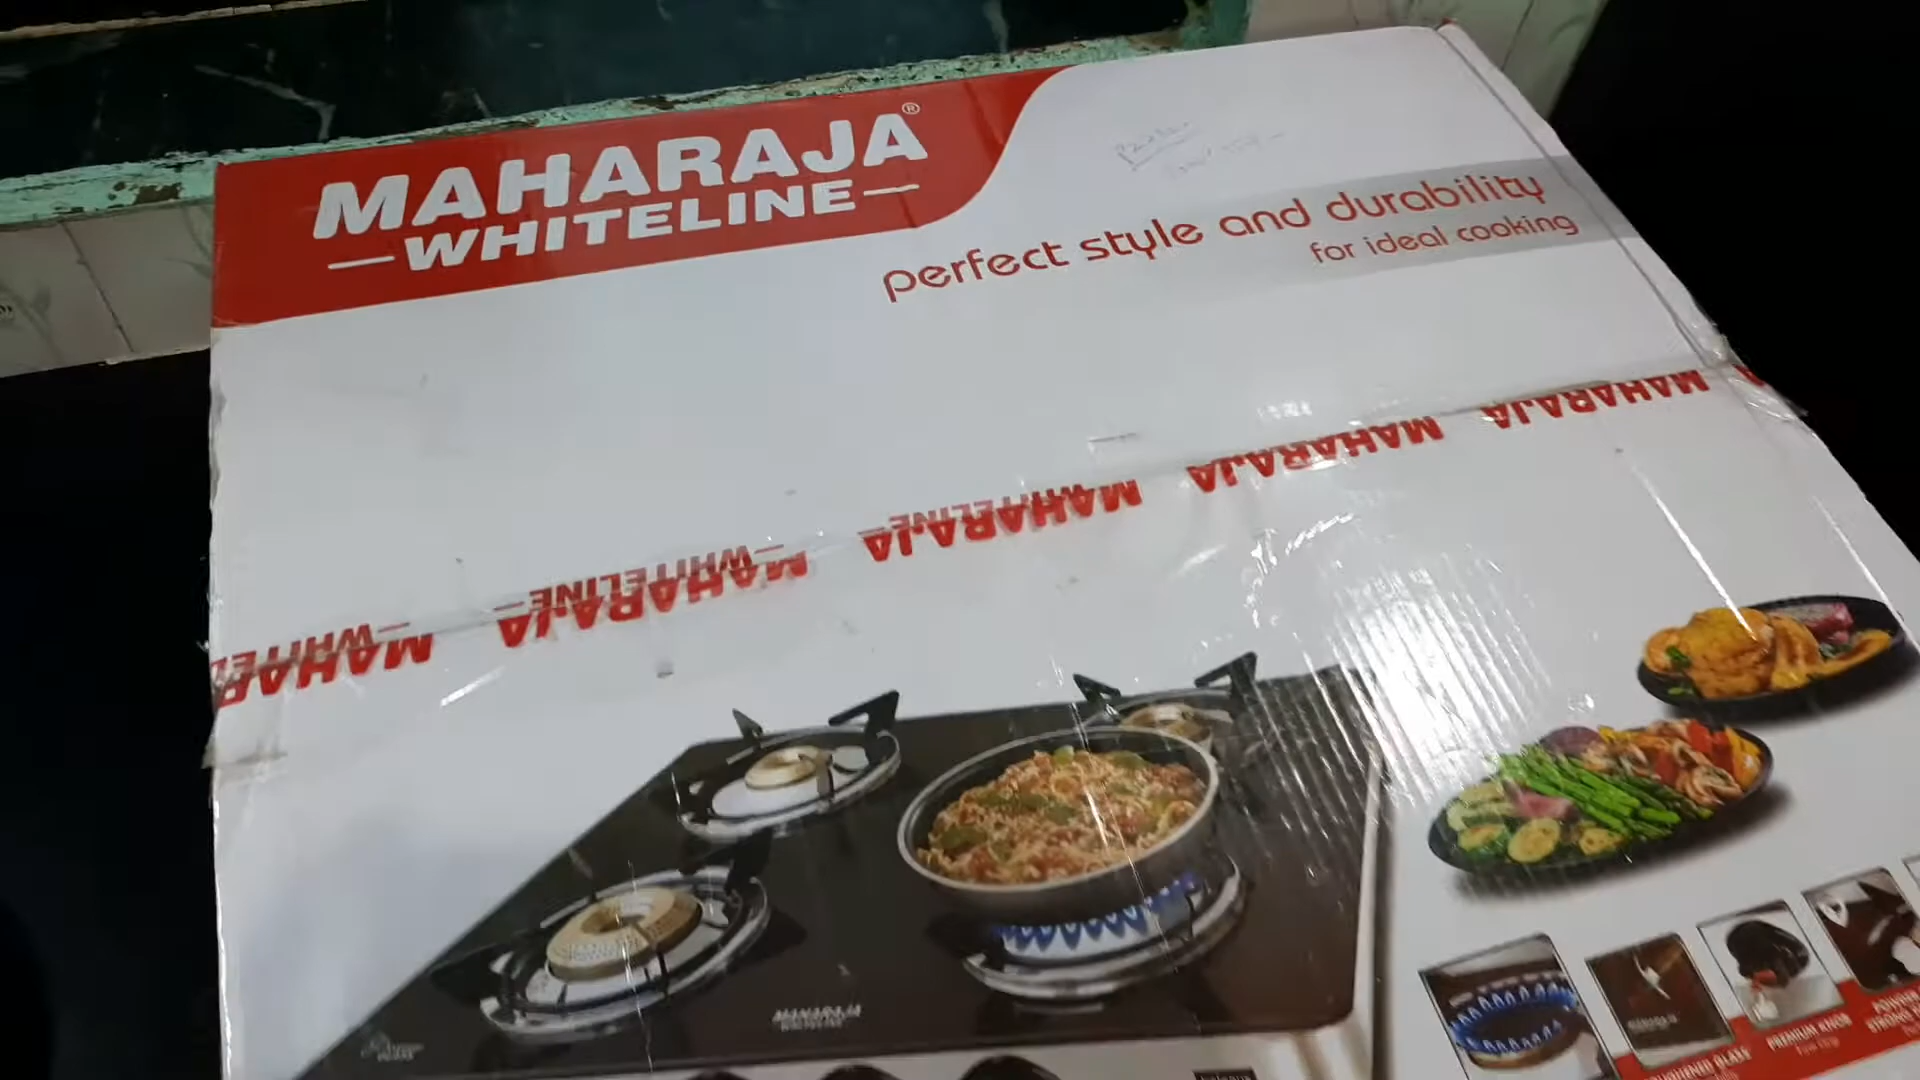 MAHARAJA®
WHITELINE
perfect style and durability
for ideal cooking
MAHARAJA
MAHARAJA
MAHARAJA
WHITELINE
MAHARAJA
WHITELINE
MAHARAJA
MAHARAJA
PREMIUM KNOB
GLASS